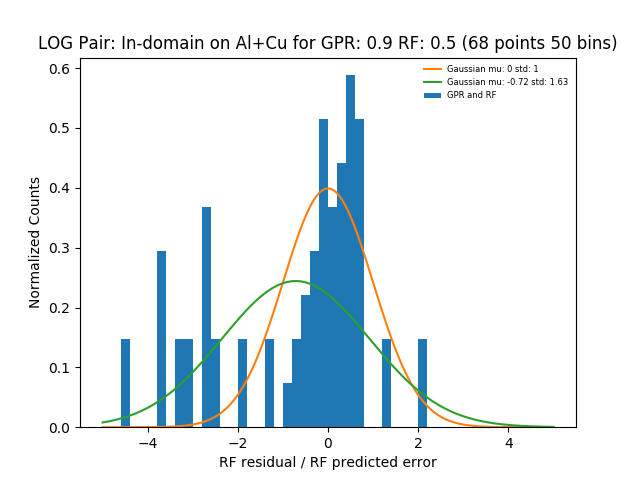 LOG Pair: In-domain on Al+Cu for GPR: 0.9 RF: 0.5 (68 points 50 bins)
Gaussian mu: 0 std: 1
Gaussian mu: -0.72 std: 1.63
GPR and RF
Normalized Counts
0.6
0.5
0.4
0.3
0.2
0.1
0.0
−4
−2
0
2
4
RF residual / RF predicted error